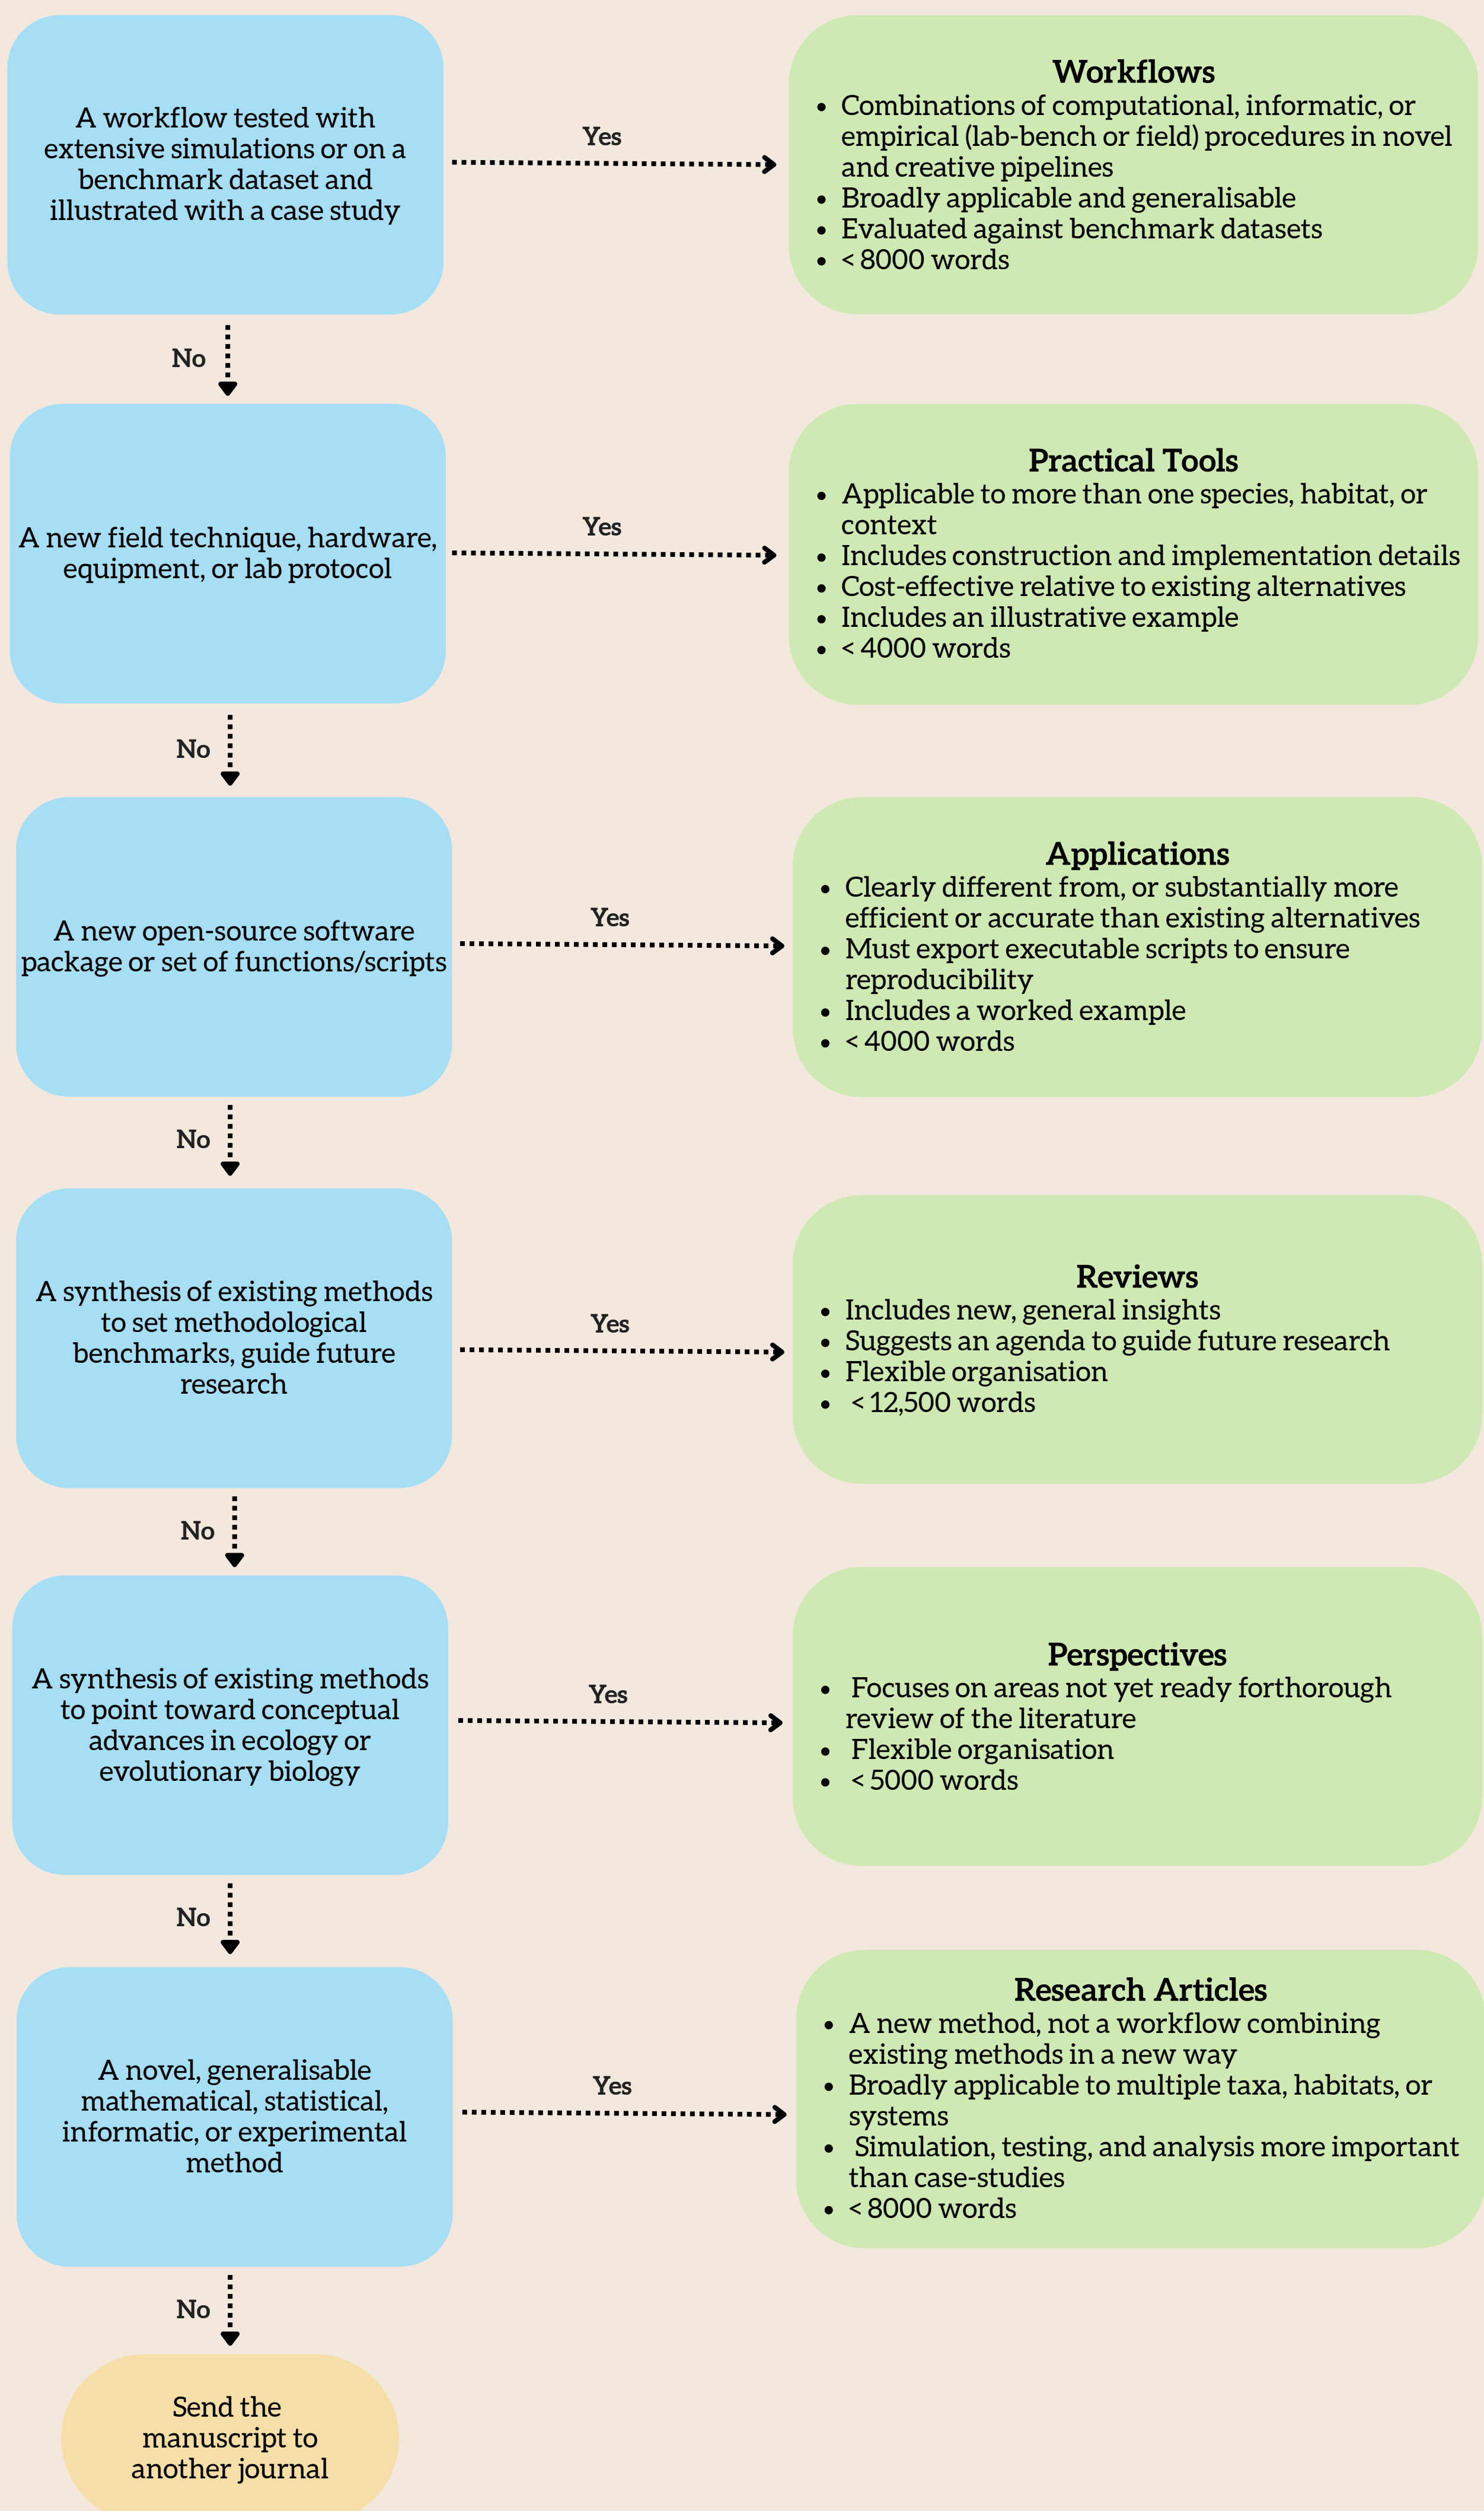 A workflow tested with
extensive simulations or on a
benchmark dataset and
illustrated with a case study
Yes
Workflows
• Combinations of computational, informatic, or
empirical (lab-bench or field) procedures in novel
and creative pipelines
• Broadly applicable and generalisable
• Evaluated against benchmark datasets
• < 8000 words
No
A new field technique, hardware,
equipment, or lab protocol
Yes
Practical Tools
• Applicable to more than one species, habitat, or
context
• Includes construction and implementation details
• Cost-effective relative to existing alternatives
• Includes an illustrative example
• < 4000 words
No
A new open-source software
package or set of functions/scripts
Yes
Applications
• Clearly different from, or substantially more
efficient or accurate than existing alternatives
• Must export executable scripts to ensure
reproducibility
• Includes a worked example
• < 4000 words
No
A synthesis of existing methods
to set methodological
benchmarks, guide future
research
Yes
Reviews
• Includes new, general insights
• Suggests an agenda to guide future research
• Flexible organisation
• < 12,500 words
No
A synthesis of existing methods
to point toward conceptual
advances in ecology or
evolutionary biology
Yes
Perspectives
• Focuses on areas not yet ready forthorough
review of the literature
• Flexible organisation
• < 5000 words
No
A novel, generalisable
mathematical, statistical,
informatic, or experimental
method
Yes
Research Articles
• A new method, not a workflow combining
existing methods in a new way
• Broadly applicable to multiple taxa, habitats, or
systems
• Simulation, testing, and analysis more important
than case-studies
• < 8000 words
No
Send the
manuscript to
another journal